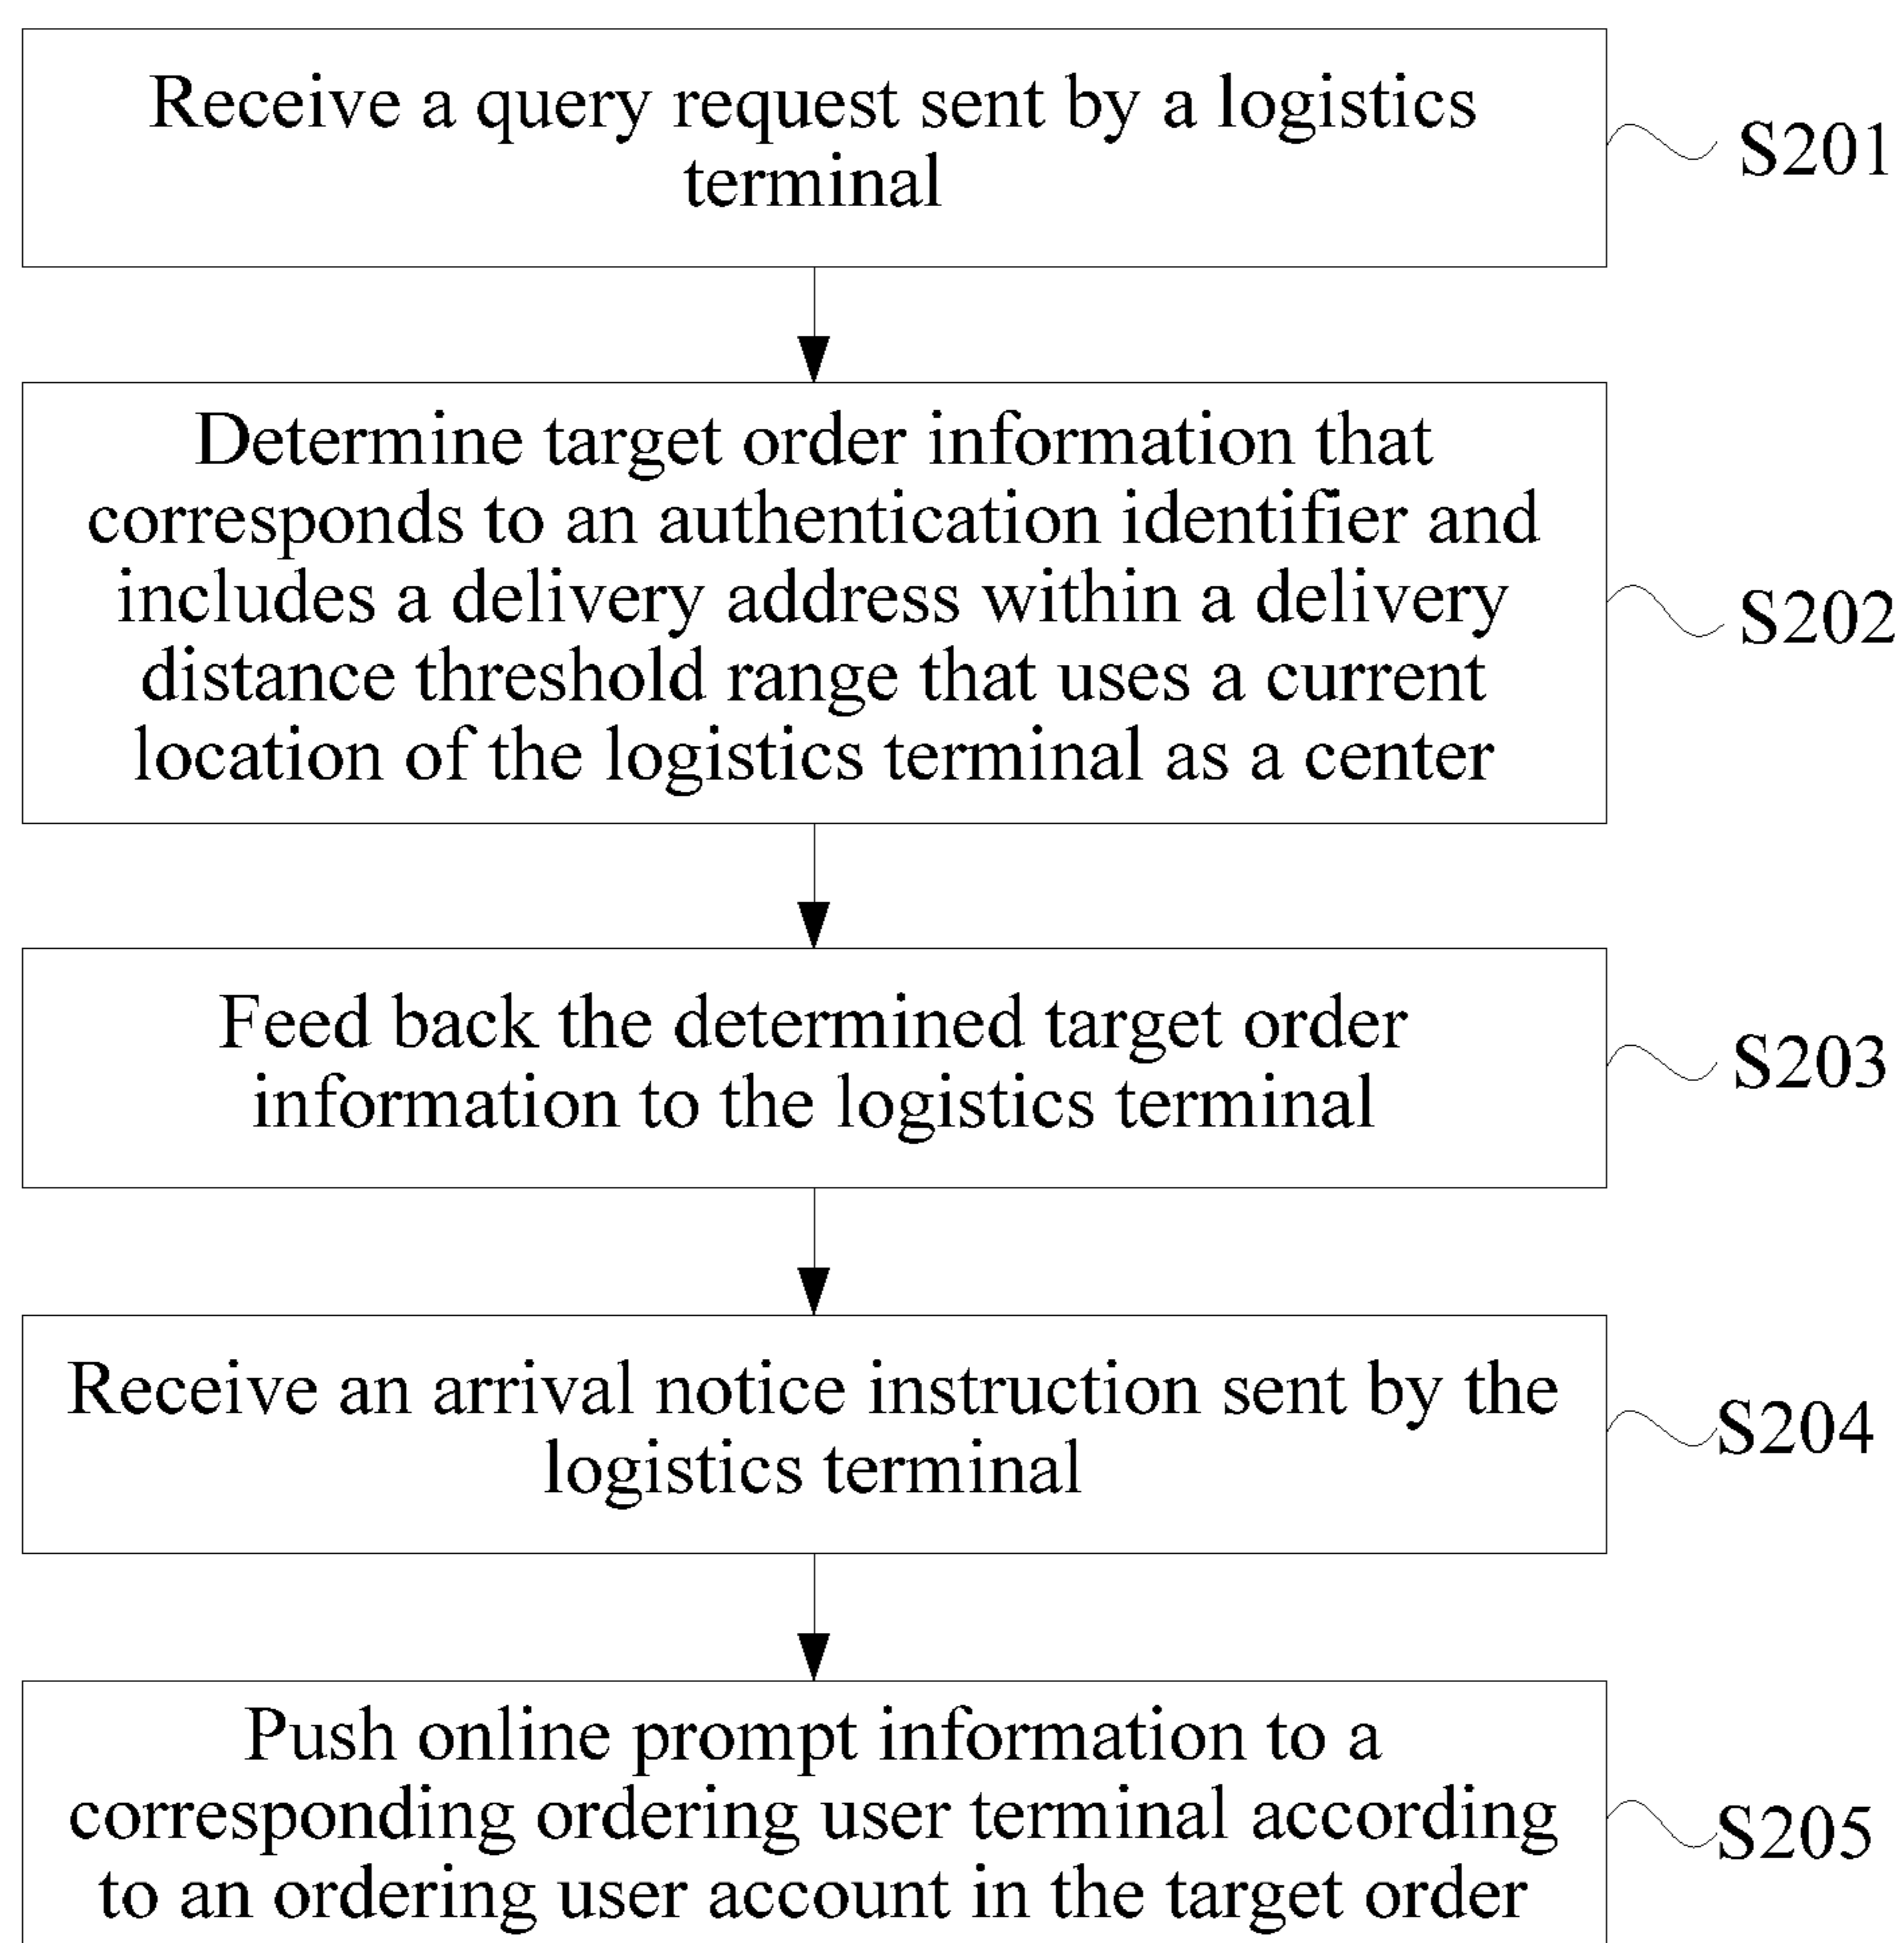 Receive a query request sent by a logistics
terminal
S201
Determine target order information that
corresponds to an authentication identifier and
includes a delivery address within a delivery
distance threshold range that uses a current
location of the logistics terminal as a center
S202
Feed back the determined target order
information to the logistics terminal
S203
Receive an arrival notice instruction sent by the
logistics terminal
S204
Push online prompt information to a
corresponding ordering user terminal according
to an ordering user account in the target order
S205